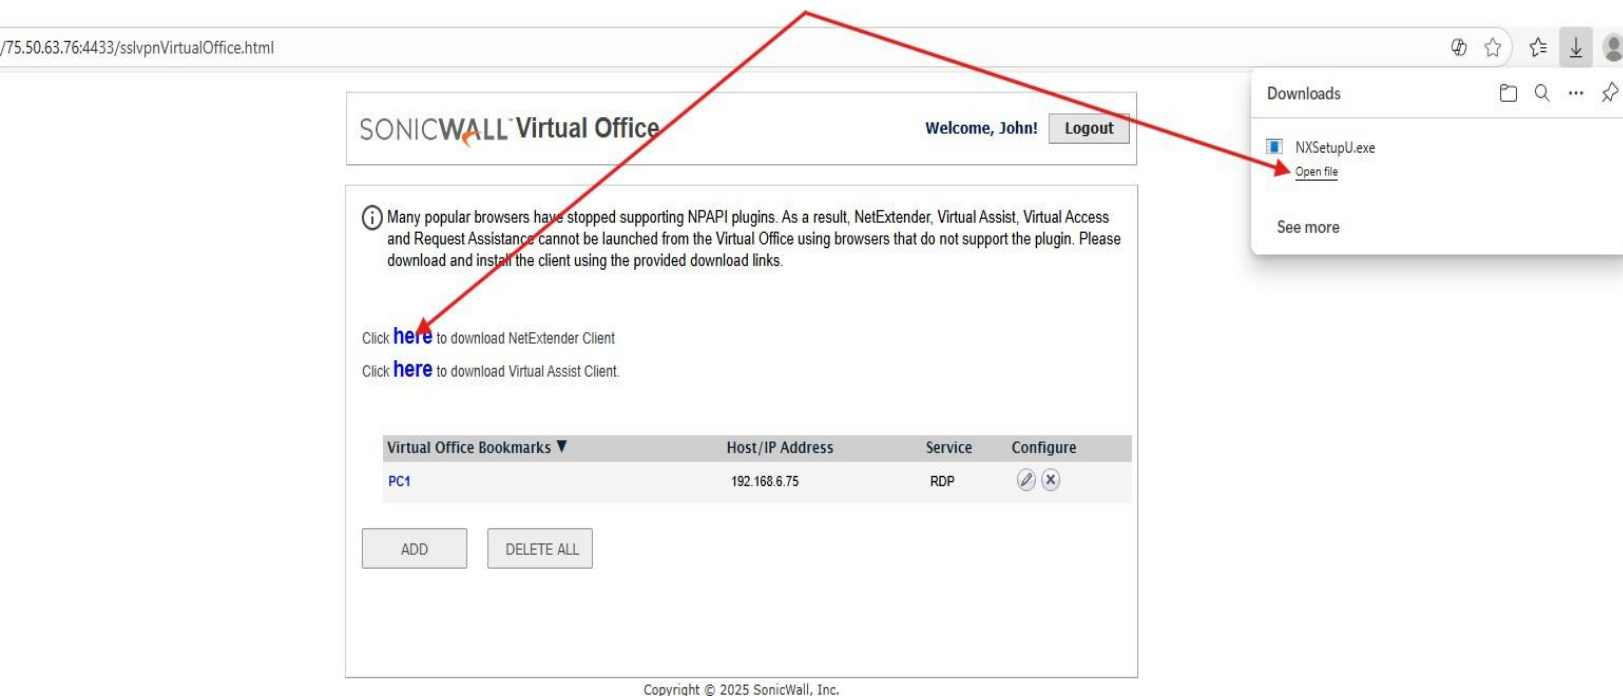 /75.50.63.76:4433/sslvpnVirtualOffice.html
Downloads
NXSetupU.exe
Open file
See more
SONICWALL™ Virtual Office
Welcome, John! Logout
Many popular browsers have stopped supporting NPAPI plugins. As a result, NetExtender, Virtual Assist, Virtual Access
and Request Assistance cannot be launched from the Virtual Office using browsers that do not support the plugin. Please
download and install the client using the provided download links.
Click here to download NetExtender Client
Click here to download Virtual Assist Client.
Virtual Office Bookmarks ▼ Host/IP Address Service Configure
PC1 192.168.6.75 RDP
ADD DELETE ALL
Copyright © 2025 SonicWall, Inc.